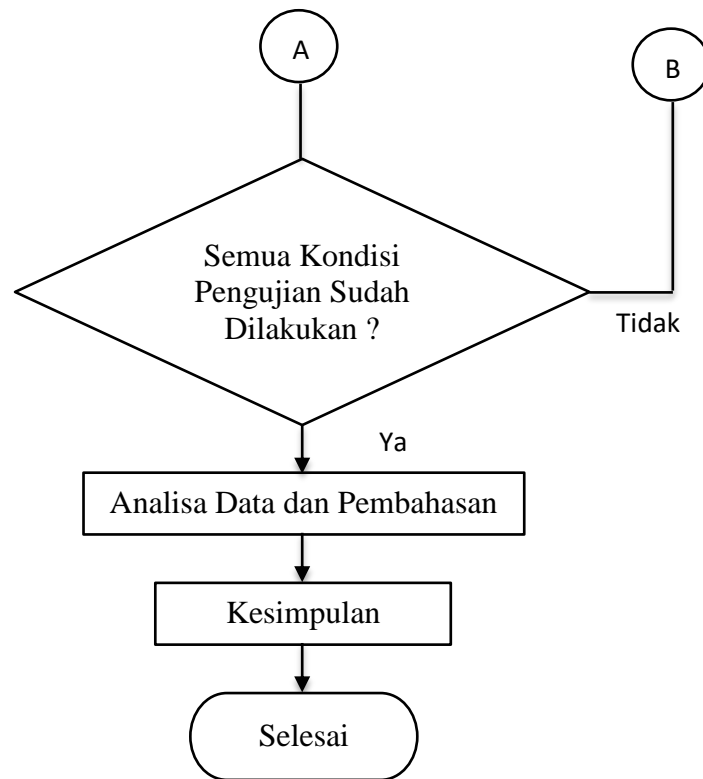 A
B
Semua Kondisi
Pengujian Sudah
Dilakukan ?
Tidak
Ya
Analisa Data dan Pembahasan
Kesimpulan
Selesai